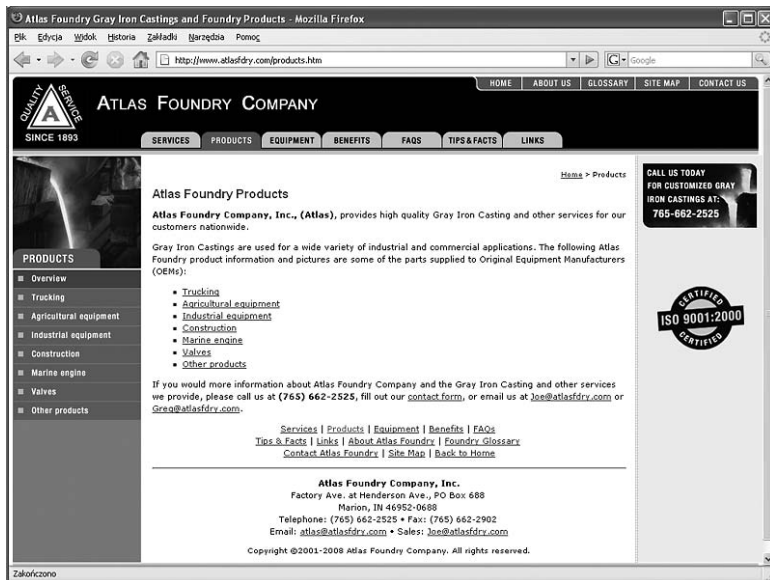 Atlas Foundry Gray Iron Castings and Foundry Products - Mozilla Firefox
Plik Edycja Widok Historia Zakładki Narzędzia Pomoc
http://www.atlasfdry.com/products.htm
G Google
HOME ABOUT US GLOSSARY SITE MAP CONTACT US
QUALITY SERVICE
A
SINCE 1893
ATLAS FOUNDRY COMPANY
SERVICES PRODUCTS EQUIPMENT BENEFITS FAQS TIPS & FACTS LINKS
PRODUCTS
Overview
Trucking
Agricultural equipment
Industrial equipment
Construction
Marine engine
Valves
Other products
Home > Products
Atlas Foundry Products
Atlas Foundry Company, Inc., (Atlas), provides high quality Gray Iron Casting and other services for our
customers nationwide.
Gray Iron Castings are used for a wide variety of industrial and commercial applications. The following Atlas
Foundry product information and pictures are some of the parts supplied to Original Equipment Manufacturers
(OEMs):
Trucking
Agricultural equipment
Industrial equipment
Construction
Marine engine
Valves
Other products
If you would more information about Atlas Foundry Company and the Gray Iron Casting and other services
we provide, please call us at (765) 662-2525, fill out our contact form, or email us at Joe@atlasfdry.com or
Greg@atlasfdry.com.
Services | Products | Equipment | Benefits | FAQs
Tips & Facts | Links | About Atlas Foundry | Foundry Glossary
Contact Atlas Foundry | Site Map | Back to Home
Atlas Foundry Company, Inc.
Factory Ave. at Henderson Ave., PO Box 688
Marion, IN 46952-0688
Telephone: (765) 662-2525 • Fax: (765) 662-2902
Email: atlas@atlasfdry.com • Sales: Joe@atlasfdry.com
Copyright ©2001-2008 Atlas Foundry Company. All rights reserved.
CALL US TODAY
FOR CUSTOMIZED GRAY
IRON CASTINGS AT:
765-662-2525
CERTIFIED
ISO 9001:2000
CERTIFIED
Zakończono